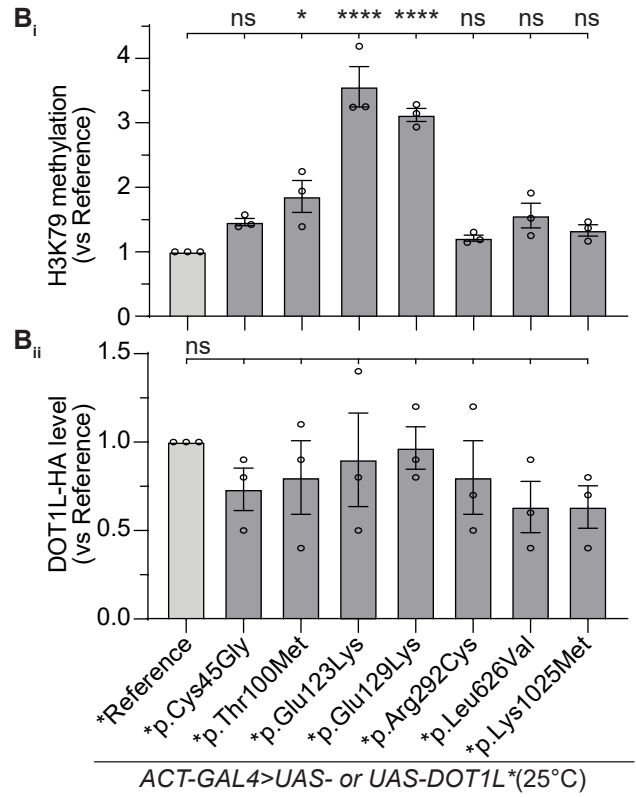 Bi
ns * **** **** ns ns ns
H3K79 methylation
(vs Reference)
4
3
2
1
0
Bii
ns
DOT1L-HA level
(vs Reference)
1.5
1.0
0.5
0.0
*Reference
*p.Cys45Gly
*p.Thr100Met
*p.Glu123Lys
*p.Glu129Lys
*p.Arg292Cys
*p.Leu626Val
*p.Lys1025Met
ACT-GAL4>UAS- or UAS-DOT1L*(25°C)